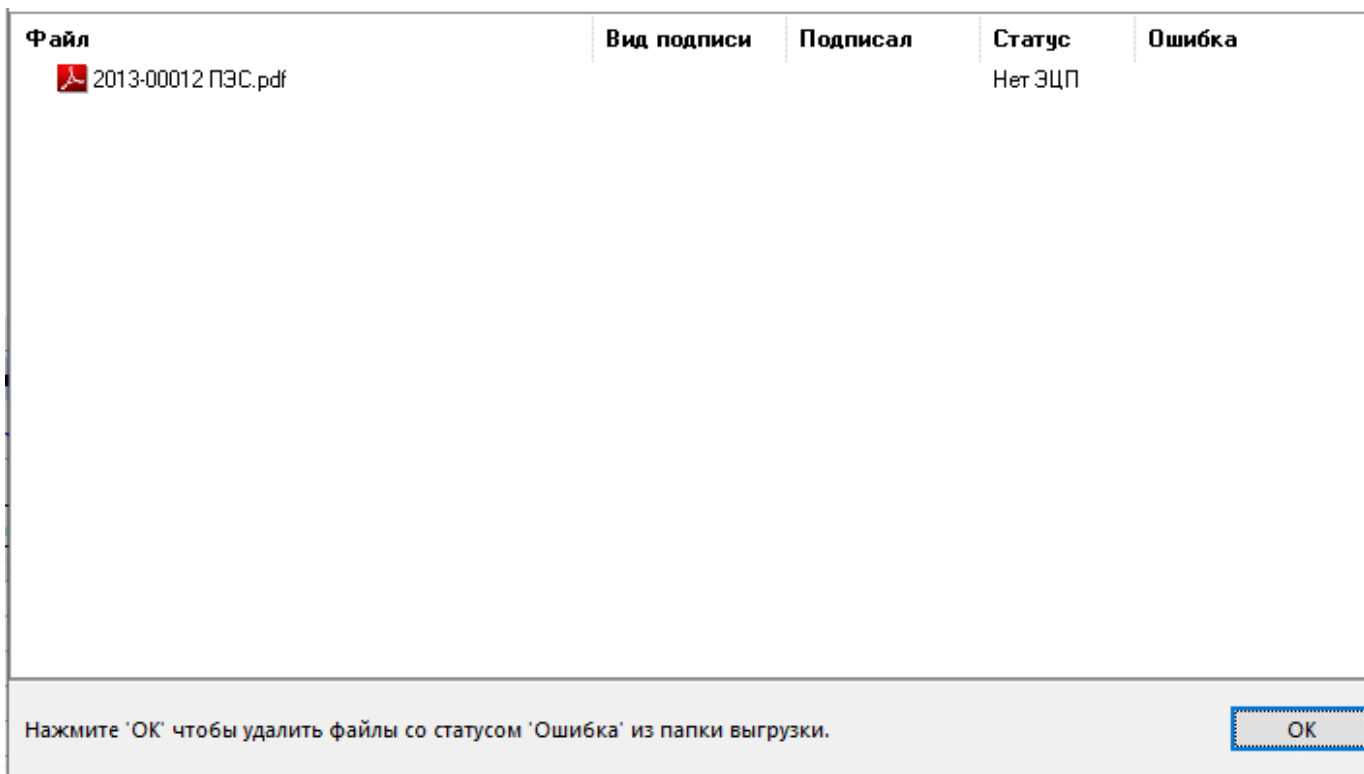 Файл Вид подписи Подписал Статус Ошибка
2013-00012 ПЭС.pdf Нет ЭЦП
Нажмите 'ОК' чтобы удалить файлы со статусом 'Ошибка' из папки выгрузки. ОК